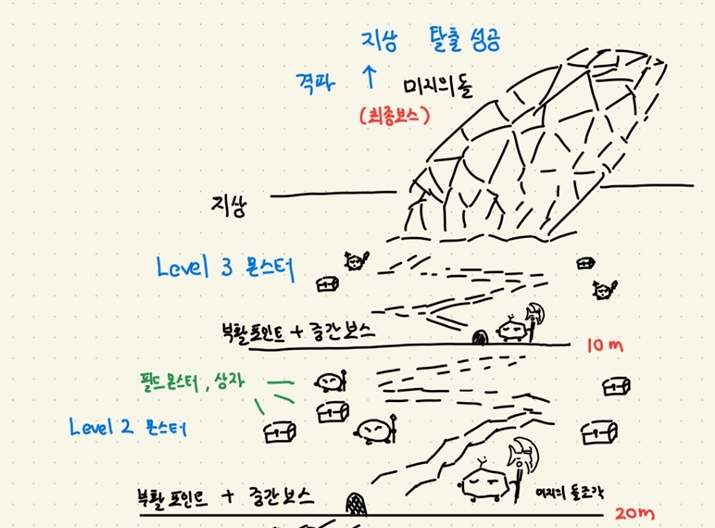 지상 탈출 성공
격파 ↑ 미지의 돌
(최종보스)
지상
Level 3 몬스터
부활 포인트 + 중간 보스
10m
필드 몬스터, 상자
Level 2 몬스터
부활 포인트 + 중간 보스
미지의 돌조각
20m